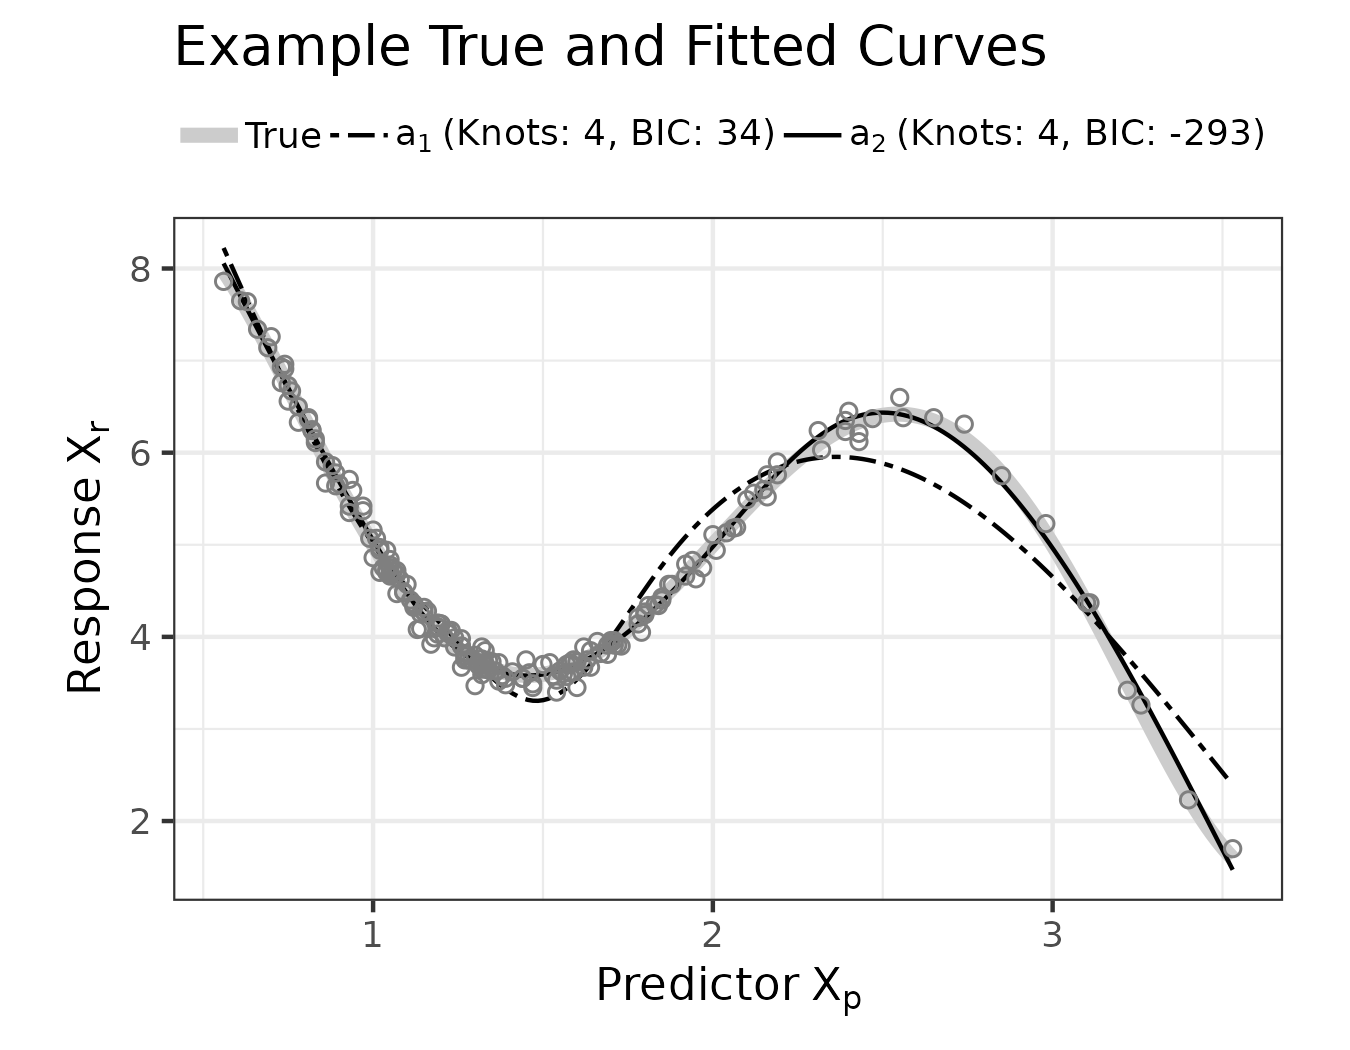 Example True and Fitted Curves
True a₁ (Knots: 4, BIC: 34) a₂ (Knots: 4, BIC: -293)
8
6
4
2
Response Xᵣ
1 2 3
Predictor Xₚ